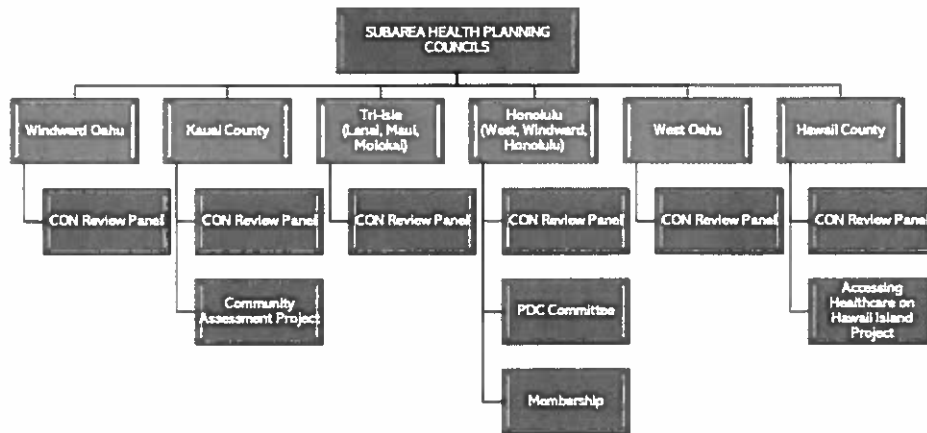 SUBAREA HEALTH PLANNING
COUNCILS
Windward Oahu
Kauai County
Tri-Isle
(Lanai, Maui,
Molokai)
Honolulu
(West, Windward,
Honolulu)
West Oahu
Hawaii County
CON Review Panel
CON Review Panel
CON Review Panel
CON Review Panel
CON Review Panel
CON Review Panel
Community
Assessment Project
PDC Committee
Accessing
Healthcare on
Hawaii Island
Project
Membership